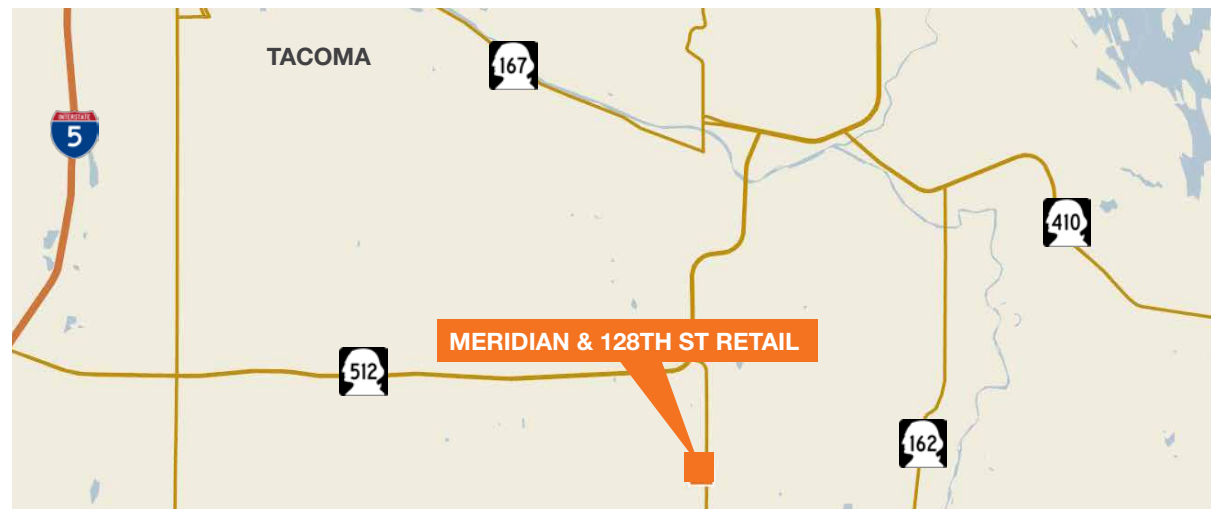 TACOMA
167
INTERSTATE
5
410
MERIDIAN & 128TH ST RETAIL
512
162